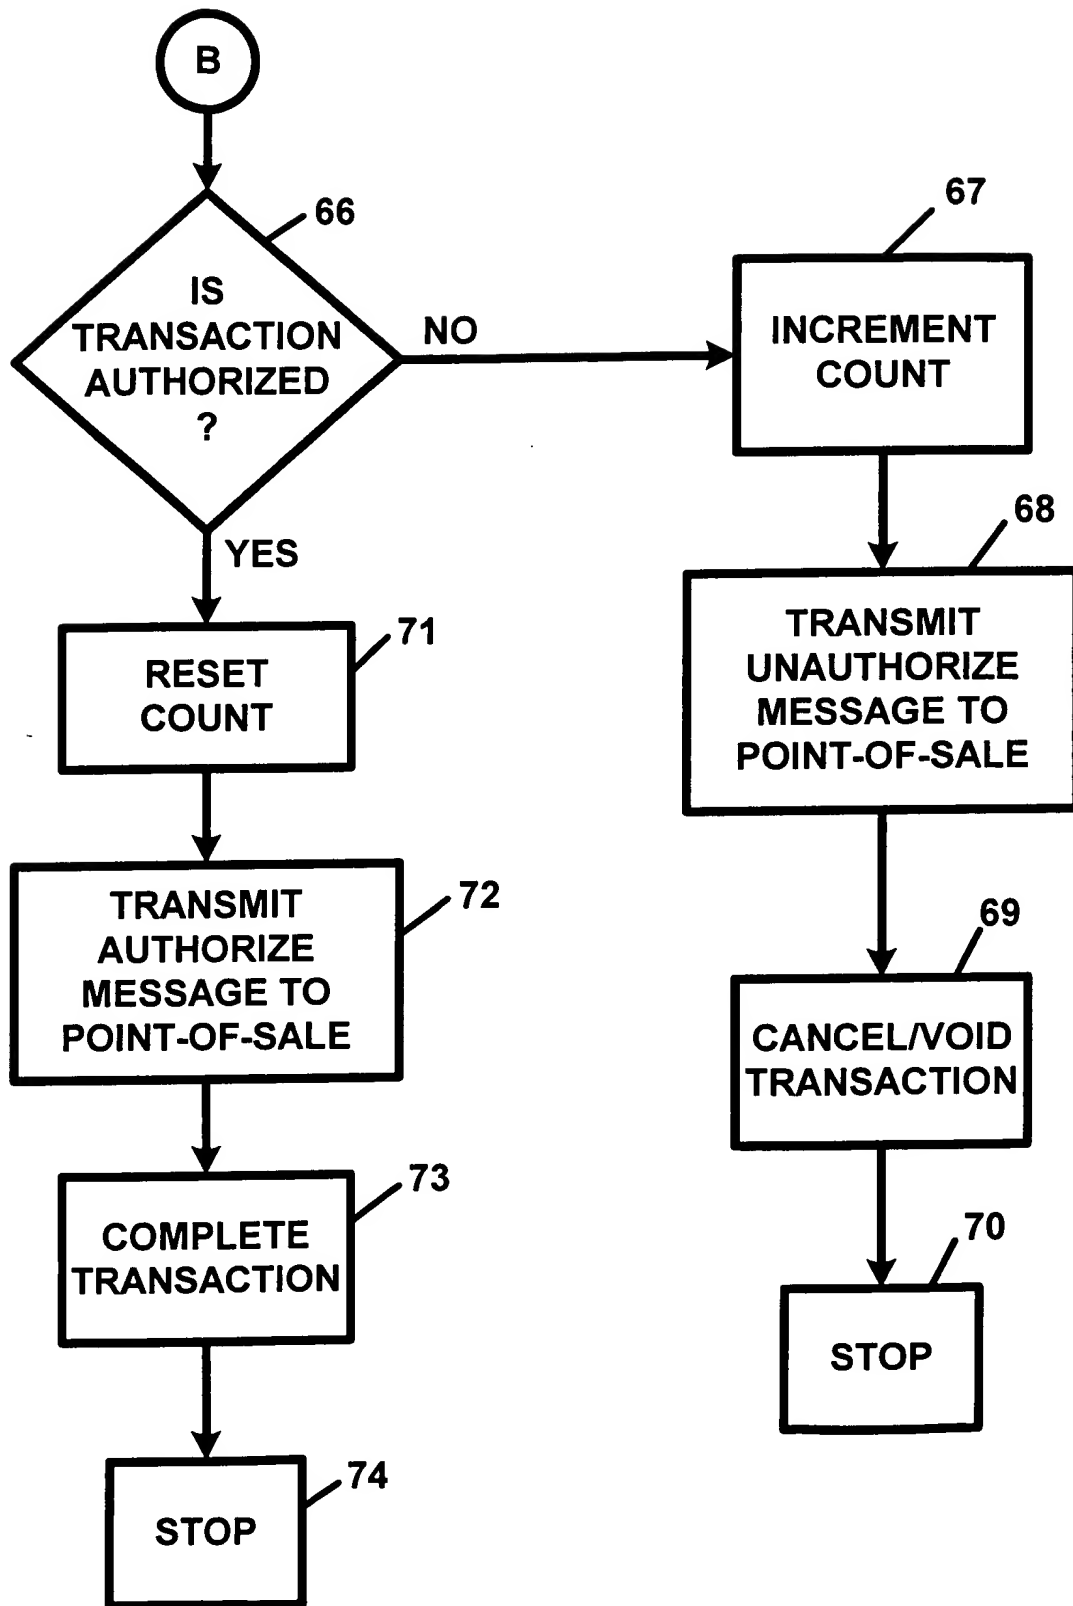 B
66
IS
TRANSACTION
AUTHORIZED
?
NO
YES
67
INCREMENT
COUNT
68
TRANSMIT
UNAUTHORIZE
MESSAGE TO
POINT-OF-SALE
69
CANCEL/VOID
TRANSACTION
70
STOP
71
RESET
COUNT
72
TRANSMIT
AUTHORIZE
MESSAGE TO
POINT-OF-SALE
73
COMPLETE
TRANSACTION
74
STOP